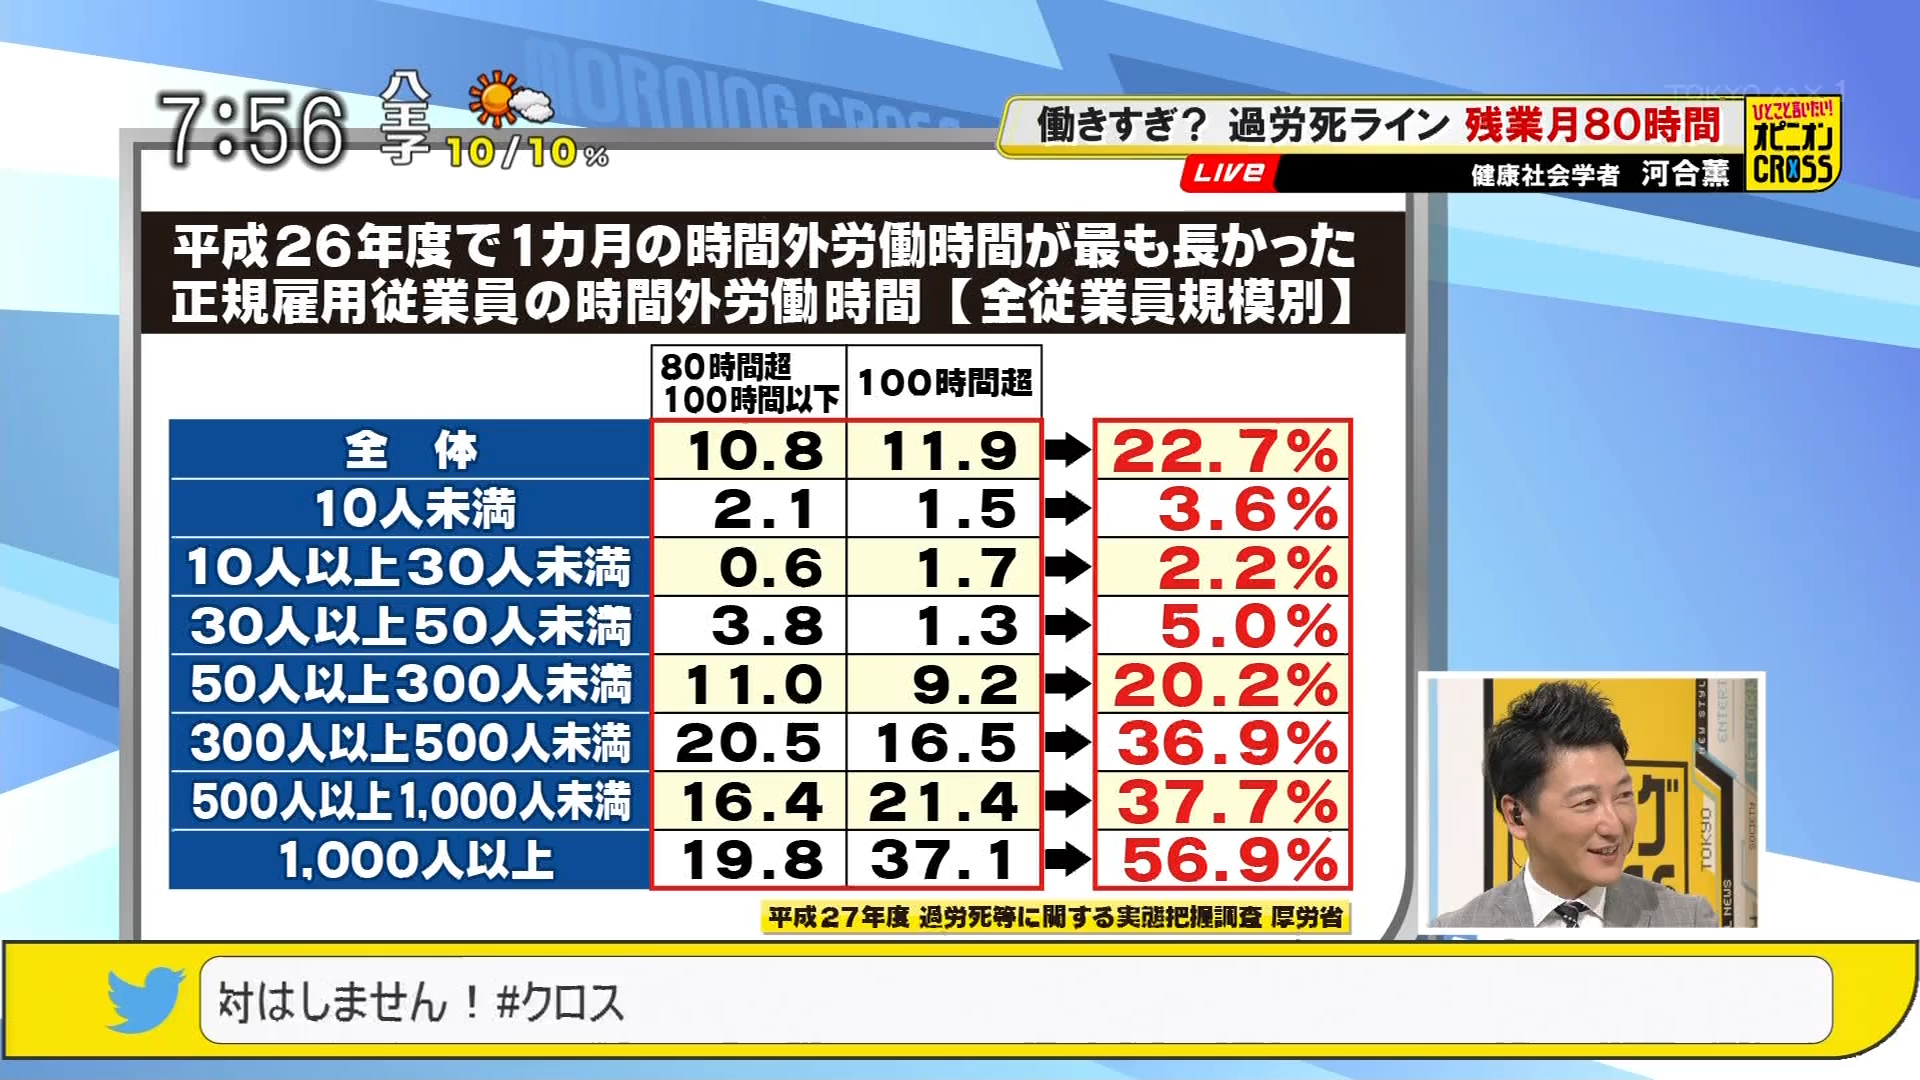 7:56
八王子
10/10%
MORNING CROSS
TOKYO MX 1
働きすぎ? 過労死ライン 残業月80時間
ひとこと言いたい!
オピニオン
CROSS
LIVE
健康社会学者 河合薫
平成26年度で1カ月の時間外労働時間が最も長かった
正規雇用従業員の時間外労働時間【全従業員規模別】
80時間超
100時間以下
100時間超
全 体 10.8 11.9 22.7%
10人未満 2.1 1.5 3.6%
10人以上30人未満 0.6 1.7 2.2%
30人以上50人未満 3.8 1.3 5.0%
50人以上300人未満 11.0 9.2 20.2%
300人以上500人未満 20.5 16.5 36.9%
500人以上1,000人未満 16.4 21.4 37.7%
1,000人以上 19.8 37.1 56.9%
平成27年度 過労死等に関する実態把握調査 厚労省
グ
TOKYO
NEWS
対はしません!#クロス